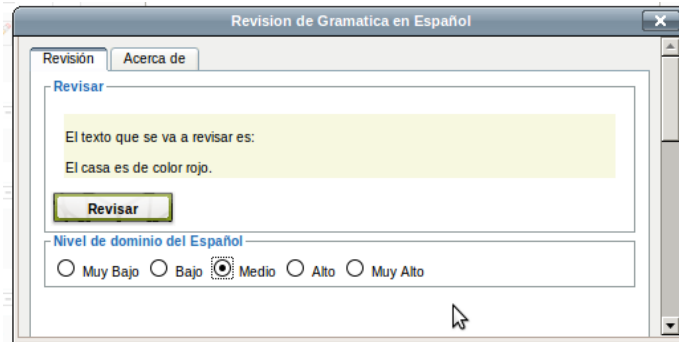 Revision de Gramatica en Español
Revisión Acerca de
Revisar
El texto que se va a revisar es:
El casa es de color rojo.
Revisar
Nivel de dominio del Español
Muy Bajo Bajo Medio Alto Muy Alto